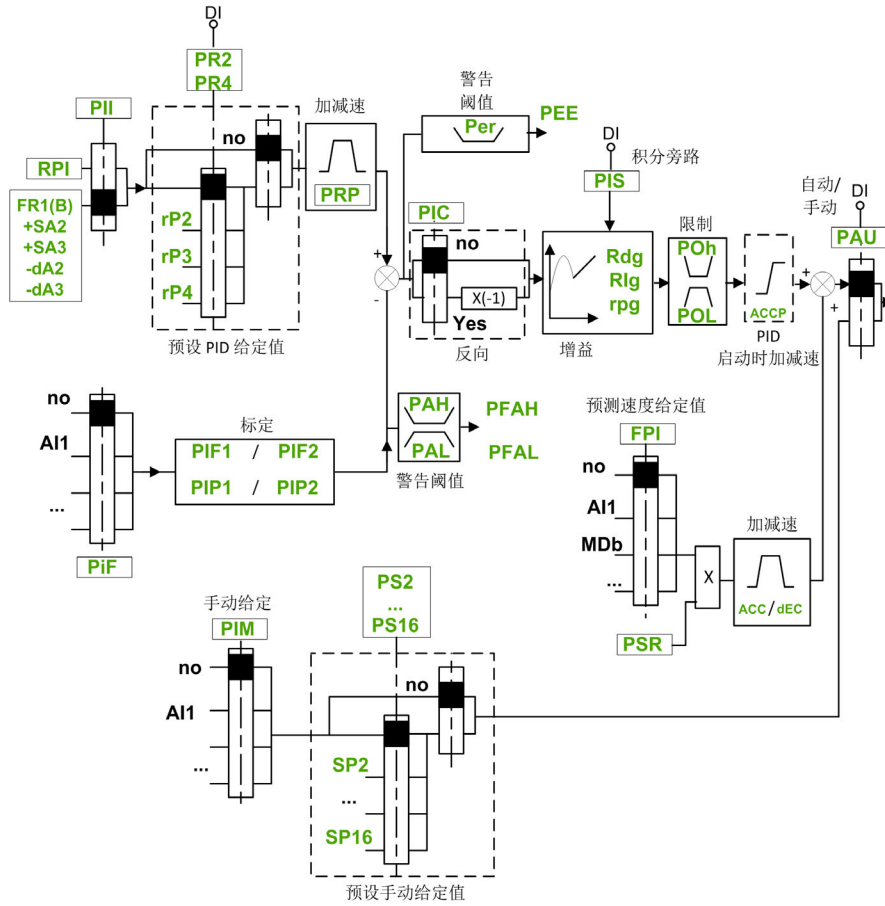 DI
PR2
PR4
PII
no
RPI
FR1(B)
+SA2
+SA3
-dA2
-dA3
rP2
rP3
rP4
预设 PID 给定值
加减速
PRP
+
-
警告
阈值
Per
PEE
PIC
no
X(-1)
Yes
反向
DI
积分旁路
PIS
Rdg
RIg
rpg
增益
限制
POh
POL
ACCP
PID
启动时加减速
+
+
自动/
手动
DI
PAU
no
AI1
...
PiF
标定
PIF1 / PIF2
PIP1 / PIP2
PAH
PAL
警告阈值
PFAH
PFAL
预测速度给定值
FPI
no
AI1
MDb
...
X
PSR
加减速
ACC/dEC
手动给定
PIM
no
AI1
...
PS2
...
PS16
no
SP2
...
SP16
预设手动给定值